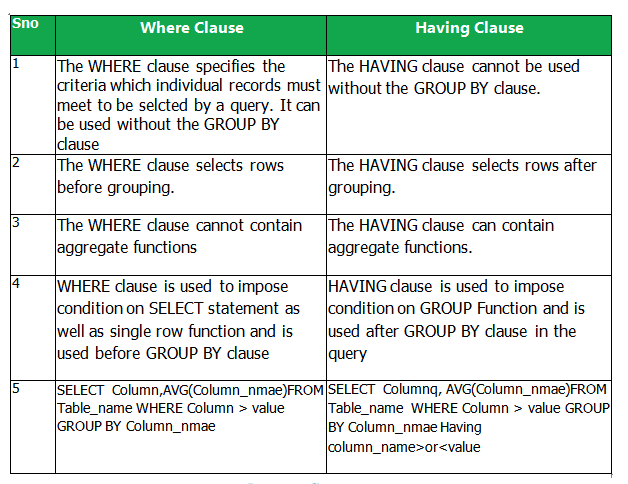 Sno
Where Clause
Having Clause
1
The WHERE clause specifies the
criteria which individual records must
meet to be selcted by a query. It can
be used without the GROUP BY
clause
The HAVING clause cannot be used
without the GROUP BY clause.
2
The WHERE clause selects rows
before grouping.
The HAVING clause selects rows after
grouping.
3
The WHERE clause cannot contain
aggregate functions
The HAVING clause can contain
aggregate functions.
4
WHERE clause is used to impose
condition on SELECT statement as
well as single row function and is
used before GROUP BY clause
HAVING clause is used to impose
condition on GROUP Function and is
used after GROUP BY clause in the
query
5
SELECT Column,AVG(Column_nmae)FROM
Table_name WHERE Column > value
GROUP BY Column_nmae
SELECT Columnq, AVG(Column_nmae)FROM
Table_name WHERE Column > value GROUP
BY Column_nmae Having
column_name>or<value